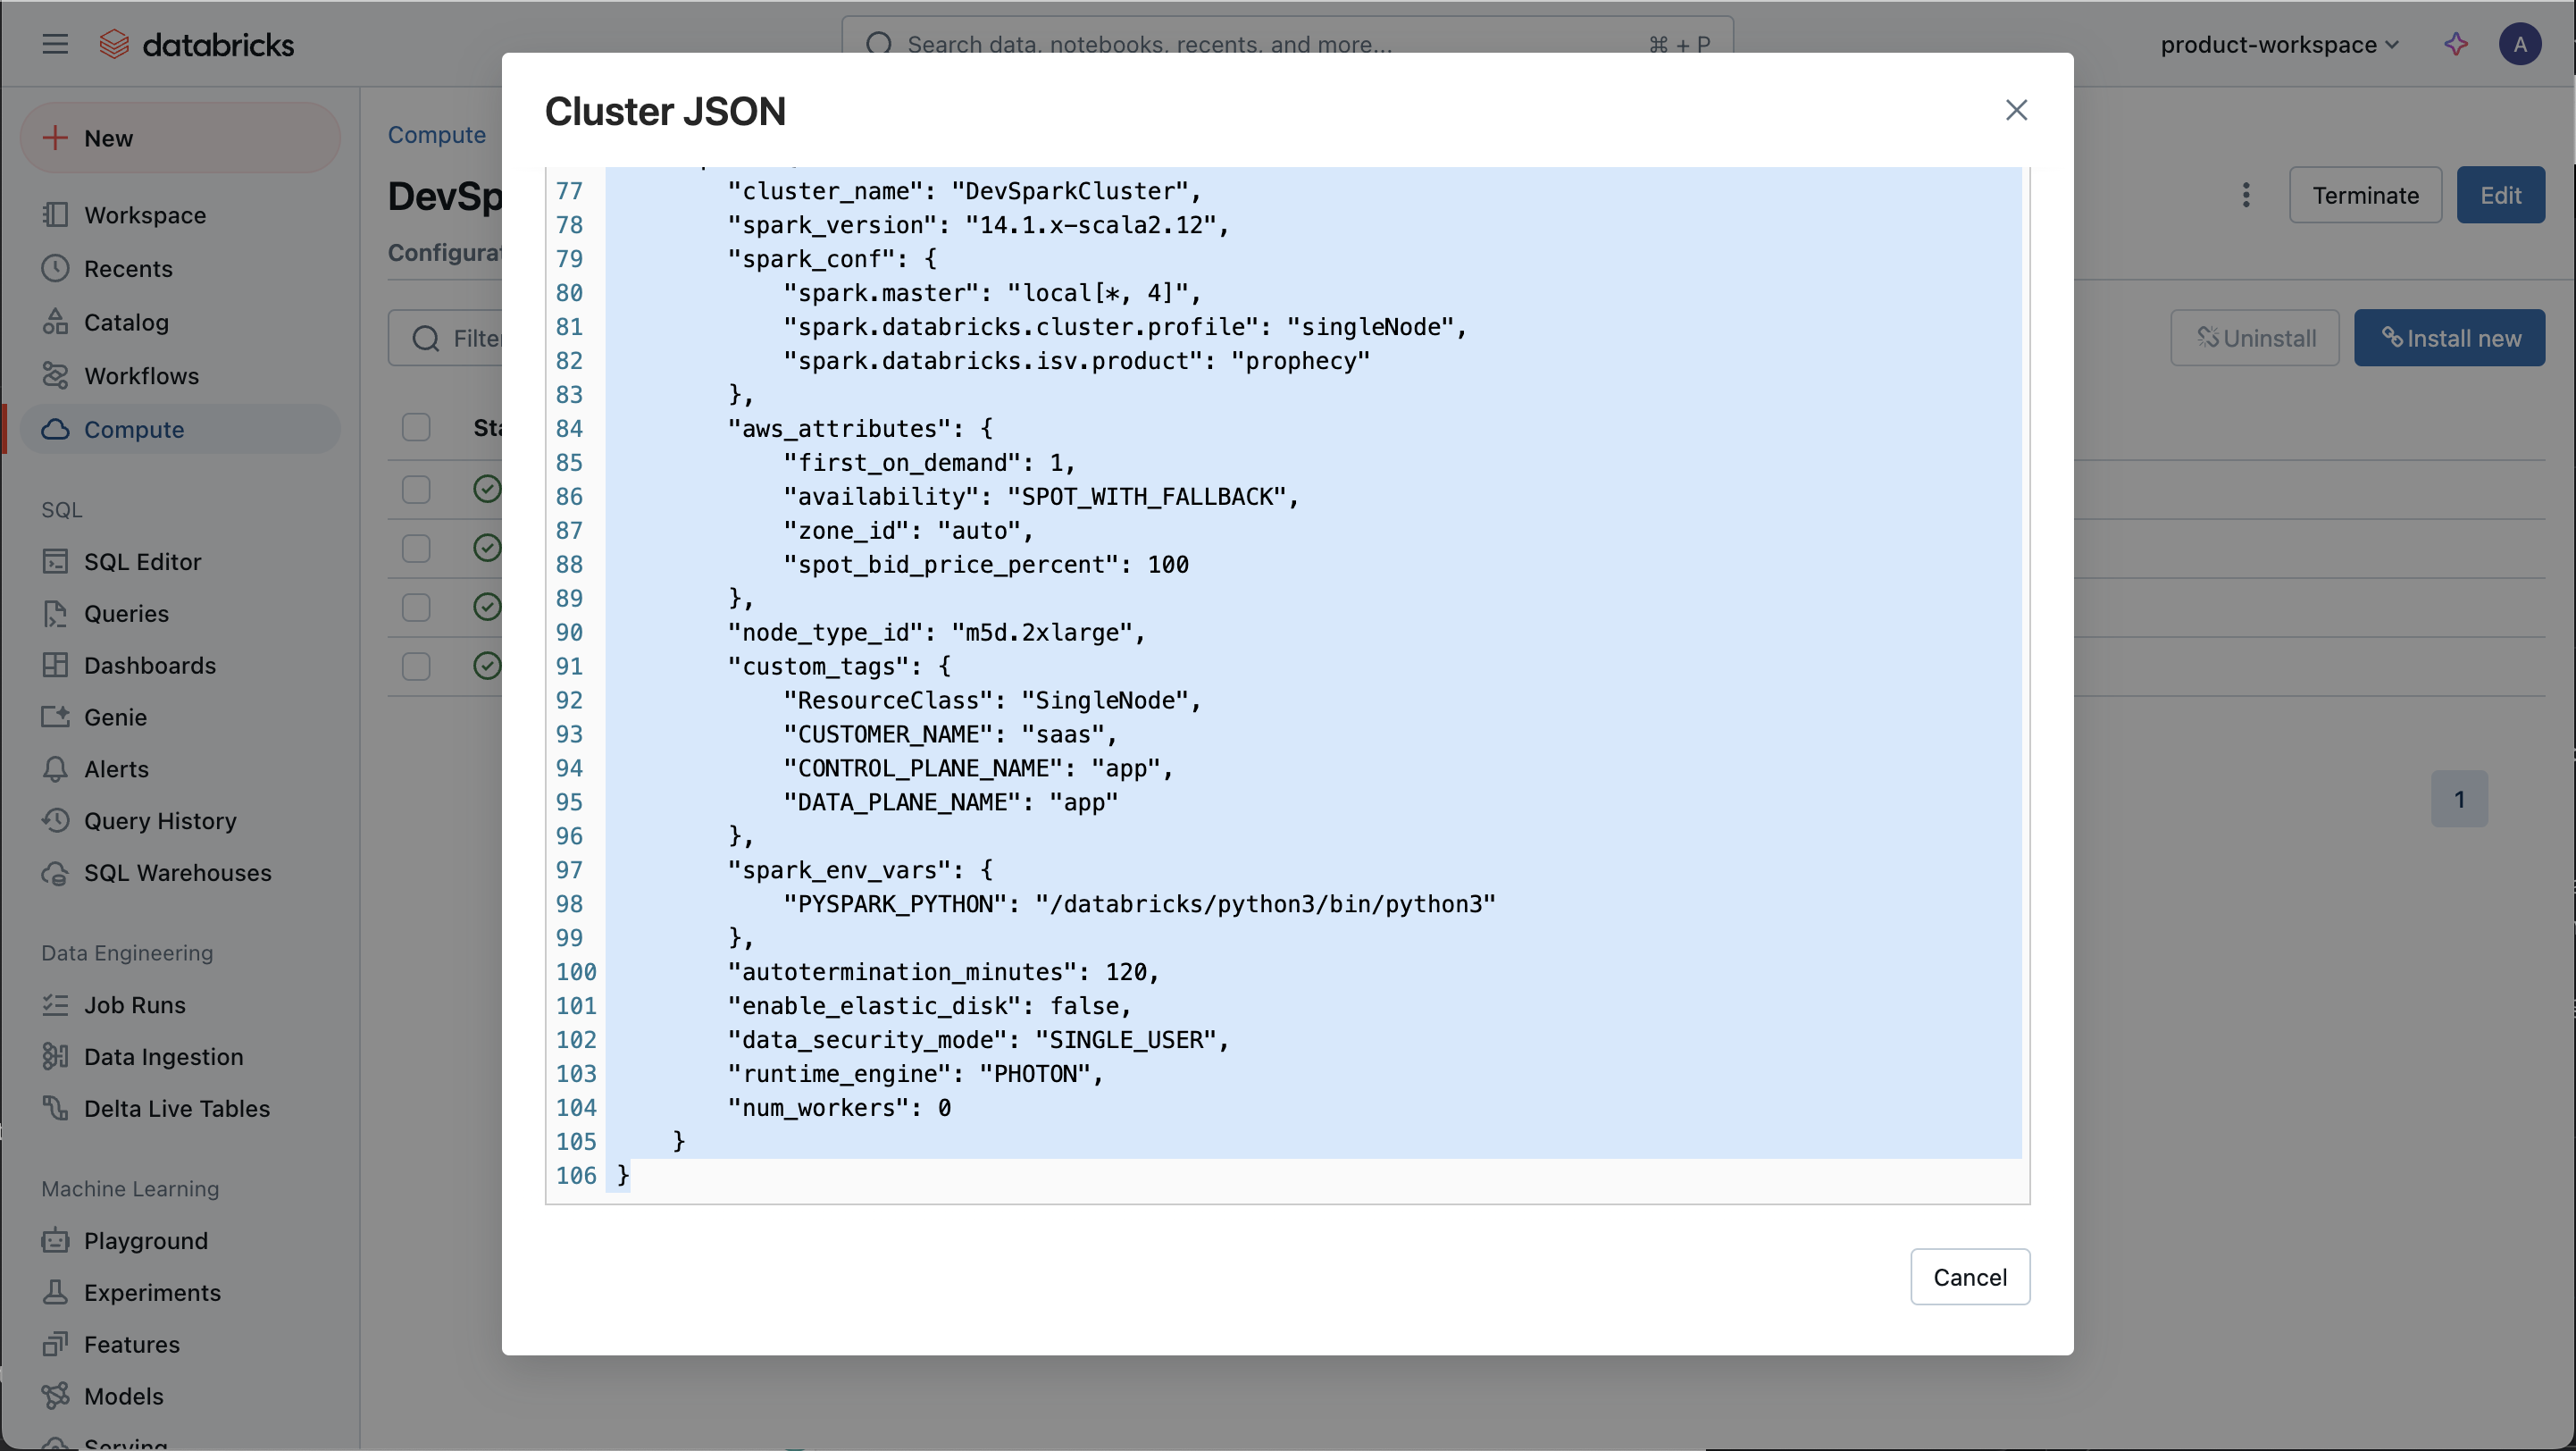 databricks
Search data, notebooks, recents, and more...
⌘ + P
product-workspace
A
New
Workspace
Recents
Catalog
Workflows
Compute
SQL
SQL Editor
Queries
Dashboards
Genie
Alerts
Query History
SQL Warehouses
Data Engineering
Job Runs
Data Ingestion
Delta Live Tables
Machine Learning
Playground
Experiments
Features
Models
Serving
Compute
DevSp
Configurat
Filte
Sta
Terminate
Edit
Uninstall
Install new
1
Cluster JSON
77 "cluster_name": "DevSparkCluster",
78 "spark_version": "14.1.x-scala2.12",
79 "spark_conf": {
80 "spark.master": "local[*, 4]",
81 "spark.databricks.cluster.profile": "singleNode",
82 "spark.databricks.isv.product": "prophecy"
83 },
84 "aws_attributes": {
85 "first_on_demand": 1,
86 "availability": "SPOT_WITH_FALLBACK",
87 "zone_id": "auto",
88 "spot_bid_price_percent": 100
89 },
90 "node_type_id": "m5d.2xlarge",
91 "custom_tags": {
92 "ResourceClass": "SingleNode",
93 "CUSTOMER_NAME": "saas",
94 "CONTROL_PLANE_NAME": "app",
95 "DATA_PLANE_NAME": "app"
96 },
97 "spark_env_vars": {
98 "PYSPARK_PYTHON": "/databricks/python3/bin/python3"
99 },
100 "autotermination_minutes": 120,
101 "enable_elastic_disk": false,
102 "data_security_mode": "SINGLE_USER",
103 "runtime_engine": "PHOTON",
104 "num_workers": 0
105 }
106 }
Cancel